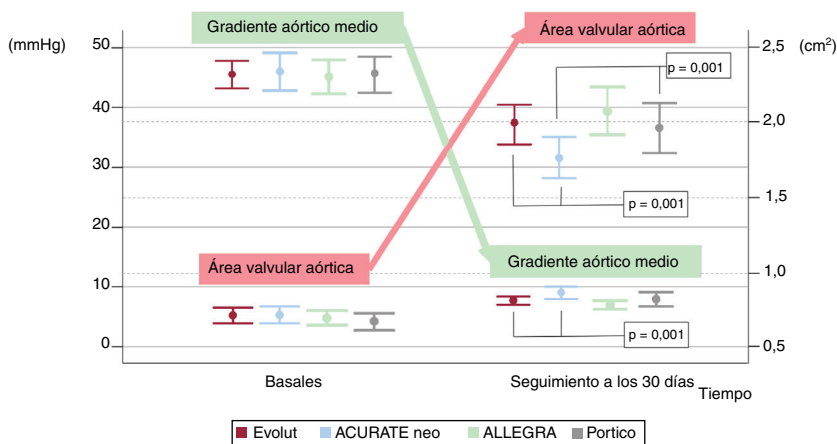 Gradiente aórtico medio
Área valvular aórtica
(mmHg)
(cm2)
50
40
30
20
10
0
2,5
2,0
1,5
1,0
0,5
p = 0,001
p = 0,001
Área valvular aórtica
Gradiente aórtico medio
p = 0,001
Basales
Seguimiento a los 30 días
Tiempo
Evolut ACURATE neo ALLEGRA Portico